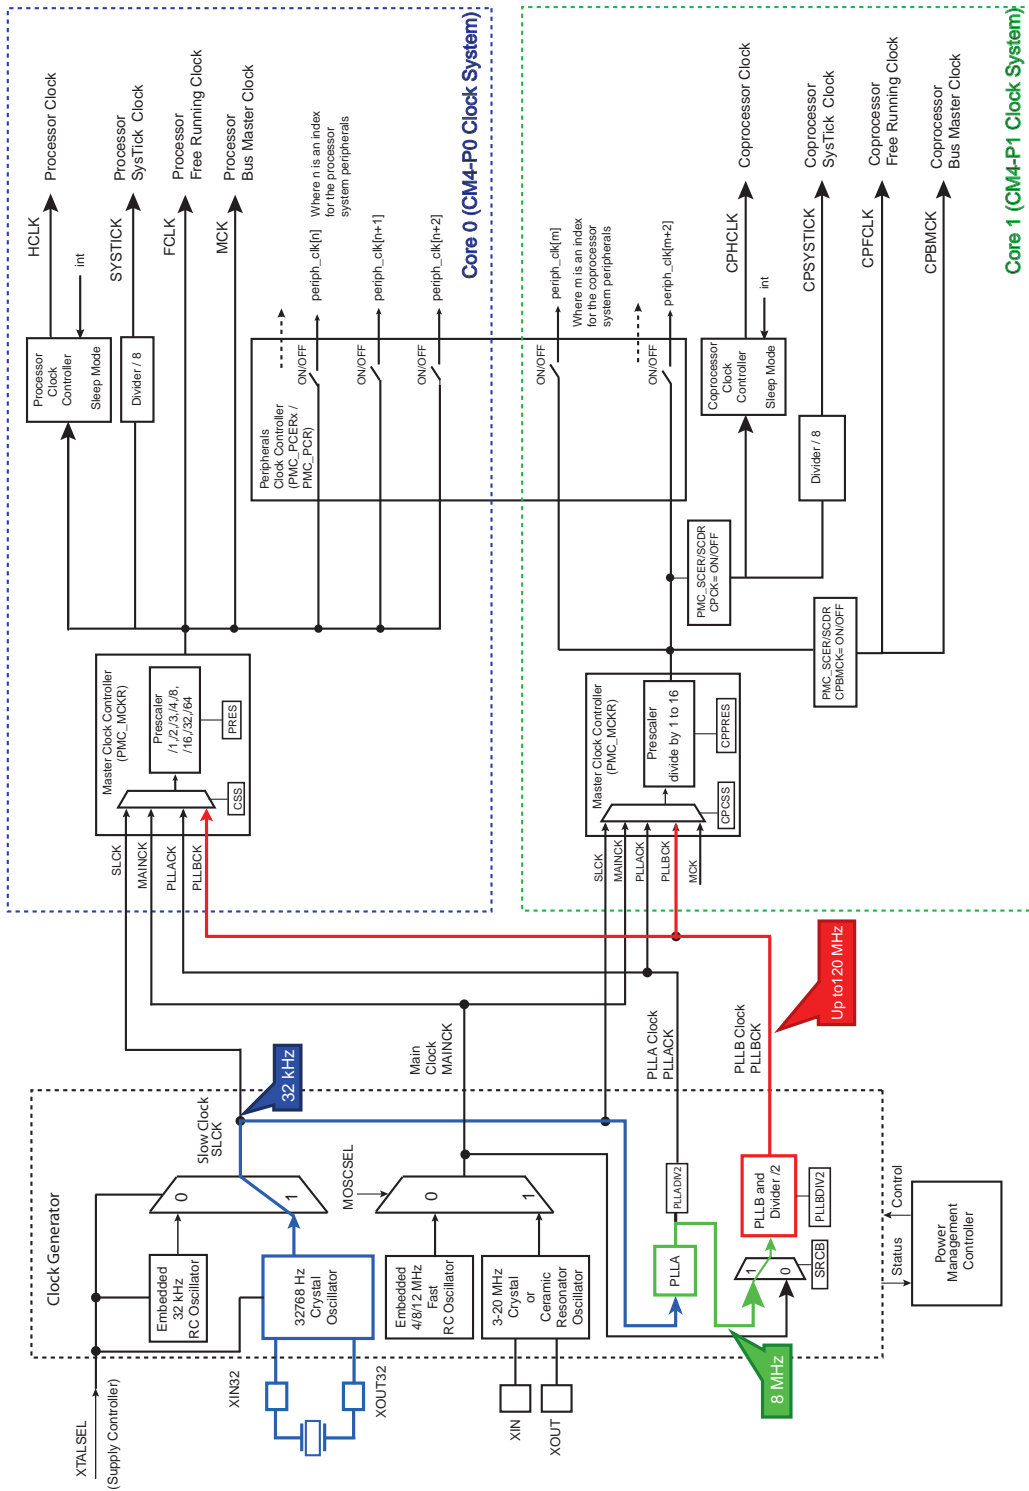 Clock Generator
XTALSEL
(Supply Controller)
Embedded
32 kHz
RC Oscillator
0
1
Slow Clock
SLCK
32 kHz
XIN32
XOUT32
32768 Hz
Crystal
Oscillator
MOSCSEL
Embedded
4/8/12 MHz
Fast
RC Oscillator
0
1
Main
Clock
MAINCK
XIN
XOUT
3-20 MHz
Crystal
or
Ceramic
Resonator
Oscillator
PLLA
PLLADIV2
PLLA Clock
PLLACK
8 MHz
1
0
SRCB
PLLB and
Divider /2
PLLBDIV2
PLLB Clock
PLLBCK
Up to120 MHz
Status
Control
Power
Management
Controller
SLCK
MAINCK
PLLACK
PLLBCK
Master Clock Controller
(PMC_MCKR)
CSS
Prescaler
/1,/2,/3,/4,/8,
/16,/32,/64
PRES
Processor
Clock
Controller
Sleep Mode
int
HCLK
Processor Clock
Divider / 8
SYSTICK
Processor
SysTick Clock
FCLK
Processor
Free Running Clock
MCK
Processor
Bus Master Clock
Peripherals
Clock Controller
(PMC_PCERx /
PMC_PCR)
ON/OFF
periph_clk[n]
Where n is an index
for the processor
system peripherals
ON/OFF
periph_clk[n+1]
ON/OFF
periph_clk[n+2]
Core 0 (CM4-P0 Clock System)
SLCK
MAINCK
PLLACK
PLLBCK
MCK
Master Clock Controller
(PMC_MCKR)
CPCSS
Prescaler
divide by 1 to 16
CPPRES
ON/OFF
periph_clk[m]
Where m is an index
for the coprocessor
system peripherals
ON/OFF
periph_clk[m+2]
PMC_SCER/SCDR
CPCK= ON/OFF
Coprocessor
Clock
Controller
Sleep Mode
int
CPHCLK
Coprocessor Clock
Divider / 8
CPSYSTICK
Coprocessor
SysTick Clock
PMC_SCER/SCDR
CPBMCK= ON/OFF
CPFCLK
Coprocessor
Free Running Clock
CPBMCK
Coprocessor
Bus Master Clock
Core 1 (CM4-P1 Clock System)